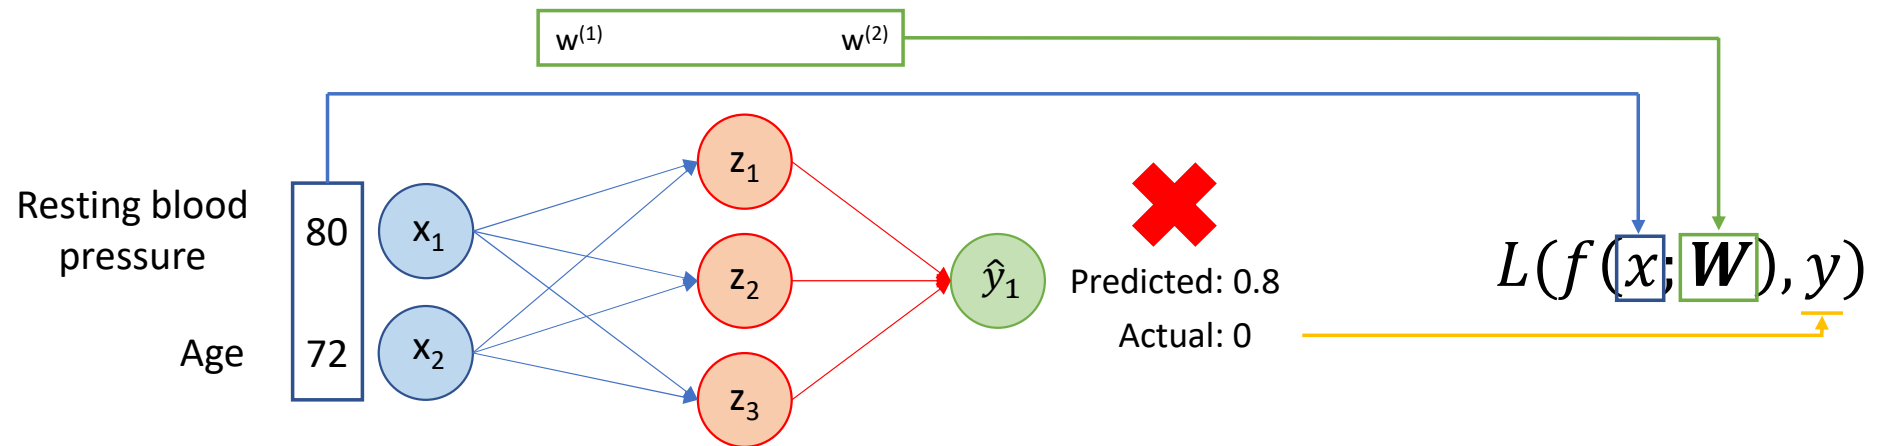 w⁽¹⁾ w⁽²⁾
Resting blood
pressure
80
x₁
Age
72
x₂
z₁
z₂
z₃
ŷ₁
Predicted: 0.8
Actual: 0
L(f(x; W), y)